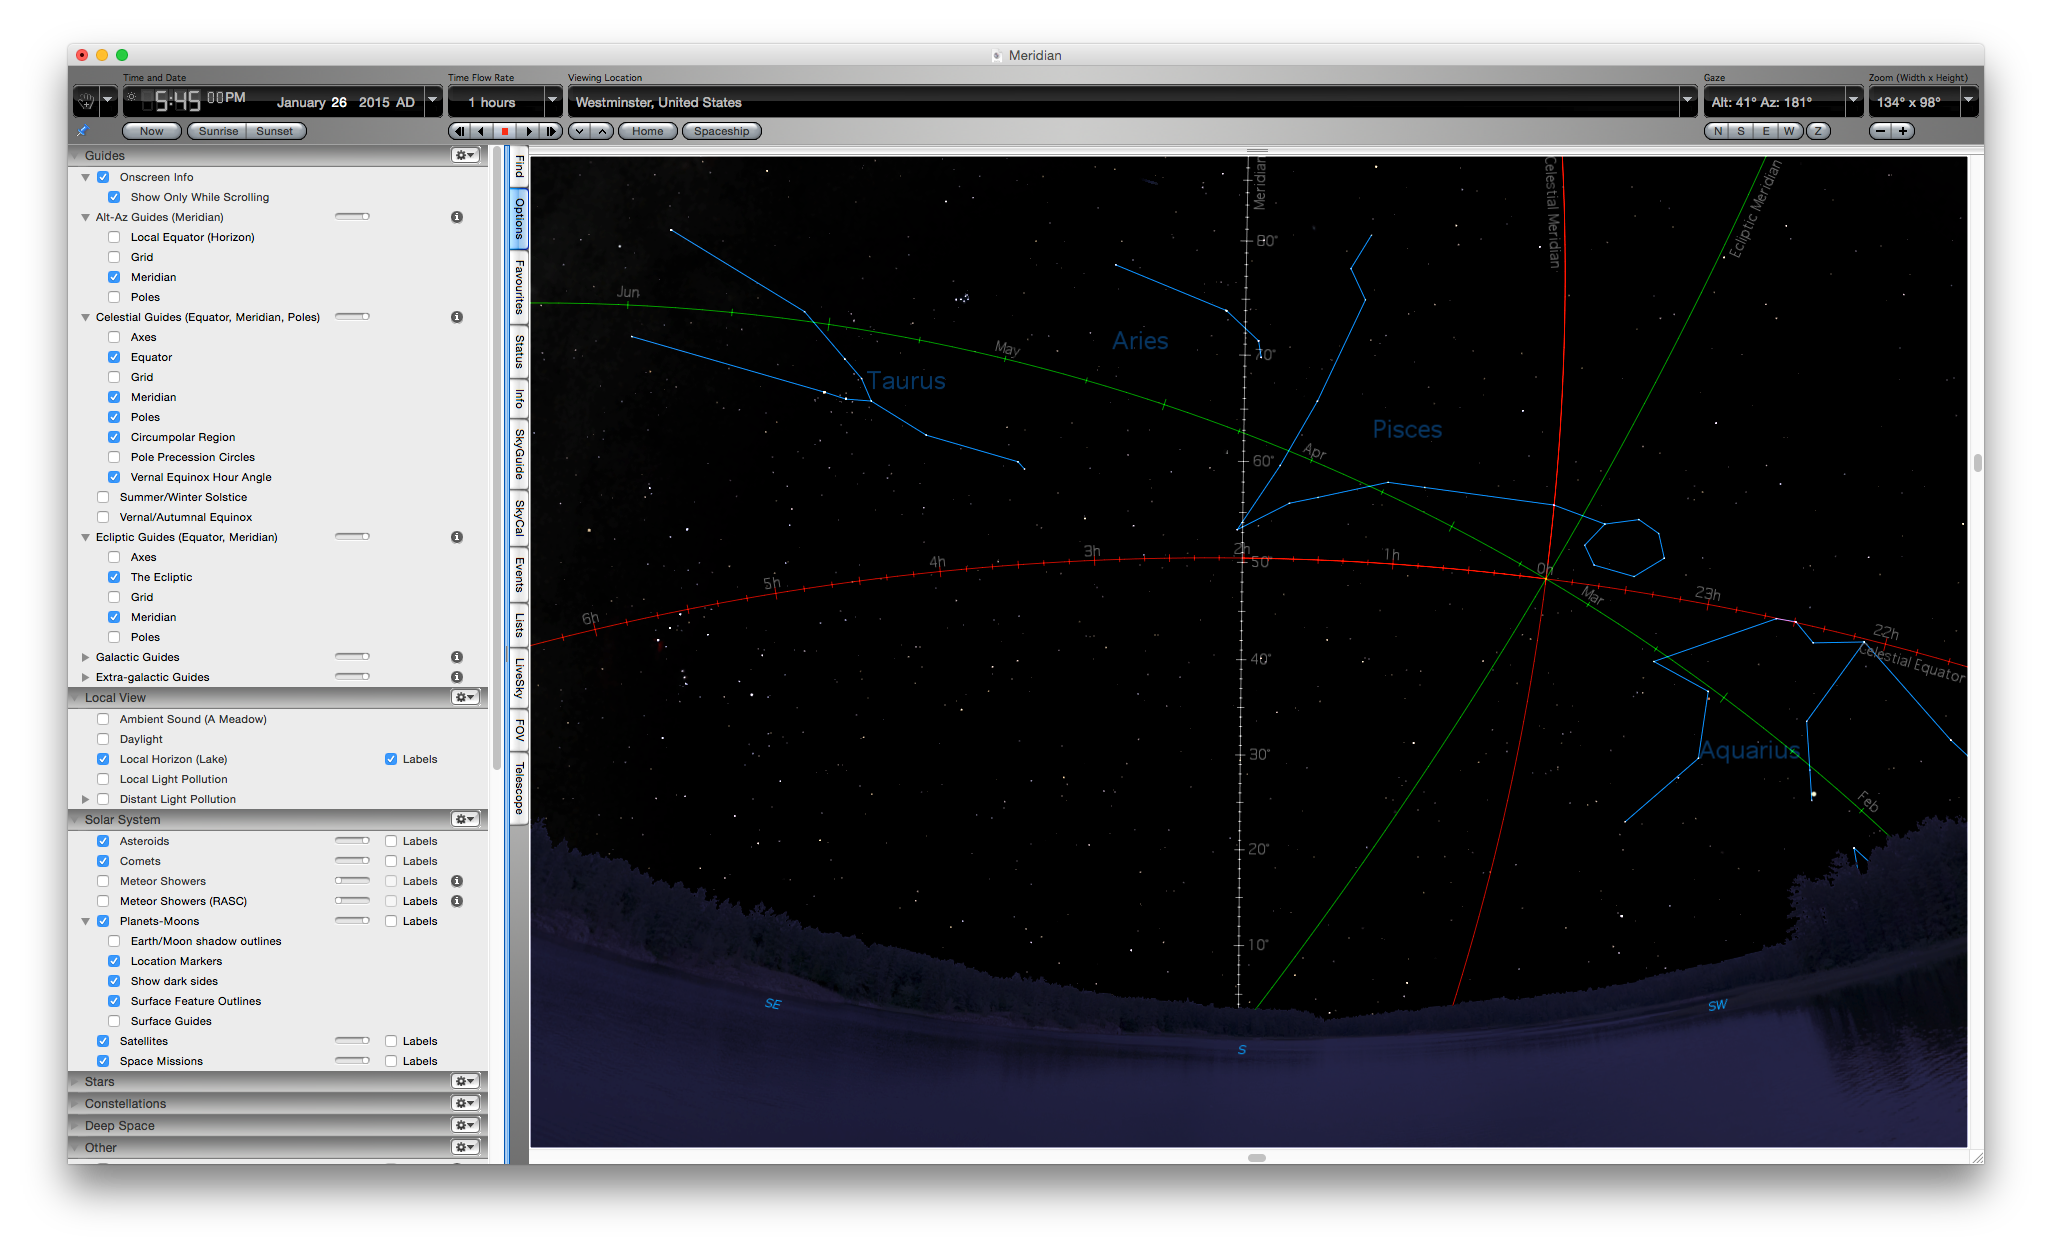 Meridian
Time and Date
Time Flow Rate
Viewing Location
Gaze
Zoom (Width x Height)
5:45 00PM
January 26 2015 AD
1 hours
Westminster, United States
Alt: 41° Az: 181°
134° x 98°
Now
Sunrise
Sunset
Home
Spaceship
N S E W Z
Guides
Onscreen Info
Show Only While Scrolling
Alt-Az Guides (Meridian)
Local Equator (Horizon)
Grid
Meridian
Poles
Celestial Guides (Equator, Meridian, Poles)
Axes
Equator
Grid
Meridian
Poles
Circumpolar Region
Pole Precession Circles
Vernal Equinox Hour Angle
Summer/Winter Solstice
Vernal/Autumnal Equinox
Ecliptic Guides (Equator, Meridian)
Axes
The Ecliptic
Grid
Meridian
Poles
Galactic Guides
Extra-galactic Guides
Local View
Ambient Sound (A Meadow)
Daylight
Local Horizon (Lake) Labels
Local Light Pollution
Distant Light Pollution
Solar System
Asteroids Labels
Comets Labels
Meteor Showers Labels
Meteor Showers (RASC) Labels
Planets-Moons Labels
Earth/Moon shadow outlines
Location Markers
Show dark sides
Surface Feature Outlines
Surface Guides
Satellites Labels
Space Missions Labels
Stars
Constellations
Deep Space
Other
Find
Options
Favourites
Status
Info
SkyGuide
SkyCal
Events
Lists
LiveSky
FOV
Telescope
Meridian
Celestial Meridian
Ecliptic Meridian
80°
Jun
Aries
May
70°
Taurus
Pisces
Apr
60°
6h
5h
4h
3h
2h
50°
1h
0h
Mar
23h
22h
Celestial Equator
40°
Aquarius
30°
Feb
20°
10°
SE
S
SW